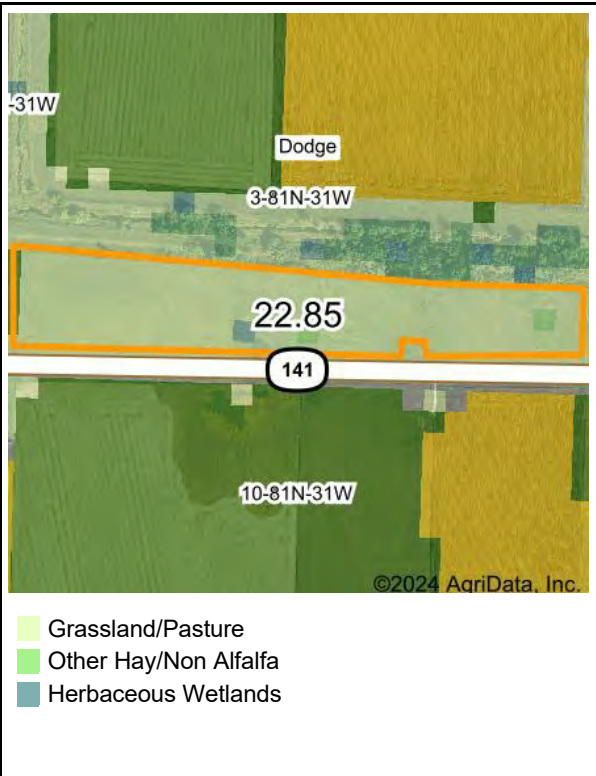 -31W
Dodge
3-81N-31W
22.85
141
10-81N-31W
©2024 AgriData, Inc.
Grassland/Pasture
Other Hay/Non Alfalfa
Herbaceous Wetlands